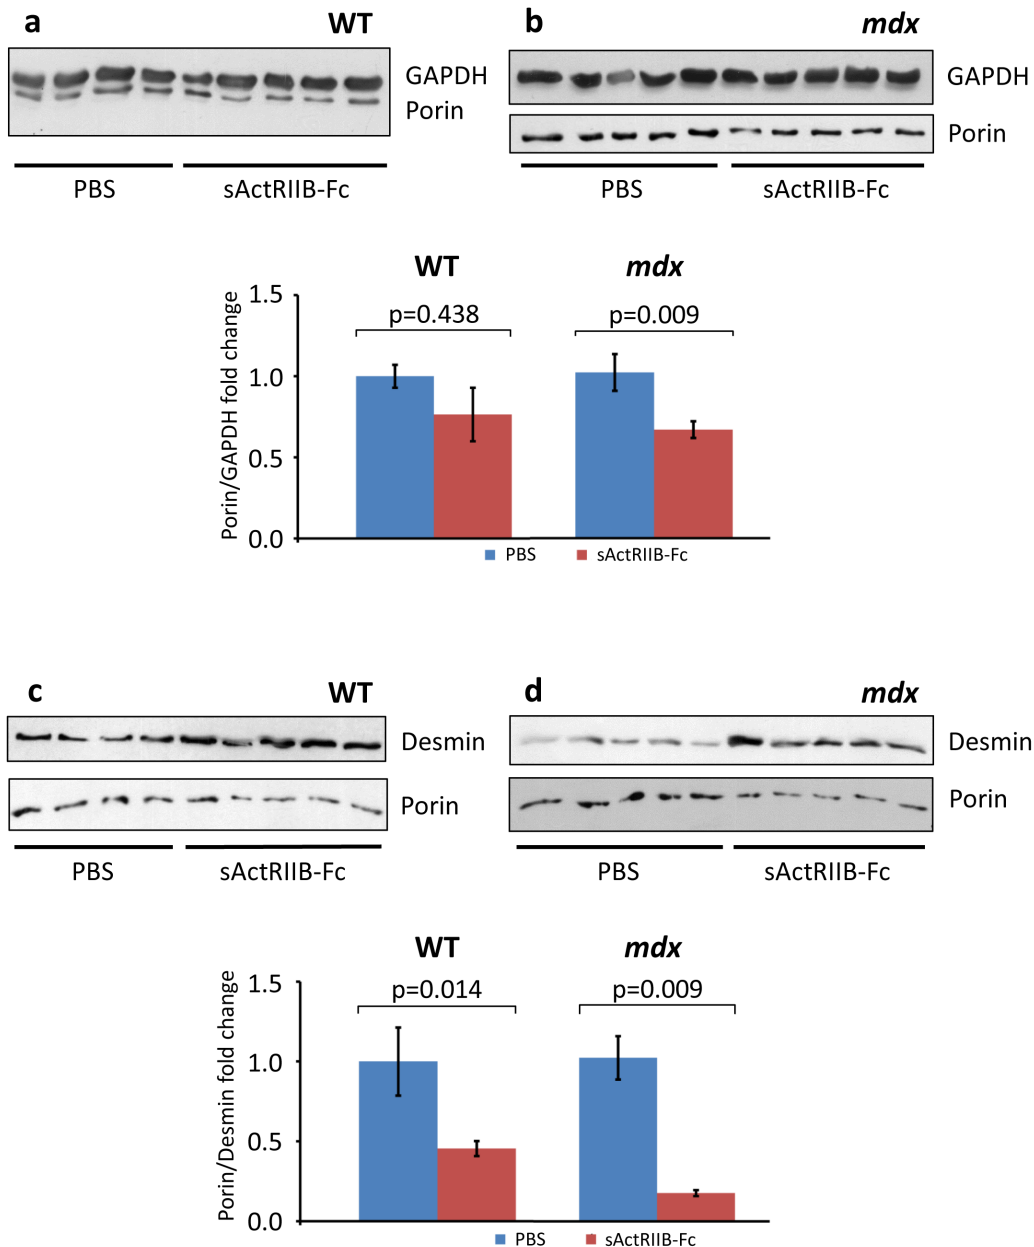 a WT
GAPDH
Porin
PBS sActRIIB-Fc
b mdx
GAPDH
Porin
PBS sActRIIB-Fc
WT mdx
Porin/GAPDH fold change
1.5
1.0
0.5
0.0
p=0.438 p=0.009
PBS sActRIIB-Fc
c WT
Desmin
Porin
PBS sActRIIB-Fc
d mdx
Desmin
Porin
PBS sActRIIB-Fc
WT mdx
Porin/Desmin fold change
1.5
1.0
0.5
0.0
p=0.014 p=0.009
PBS sActRIIB-Fc